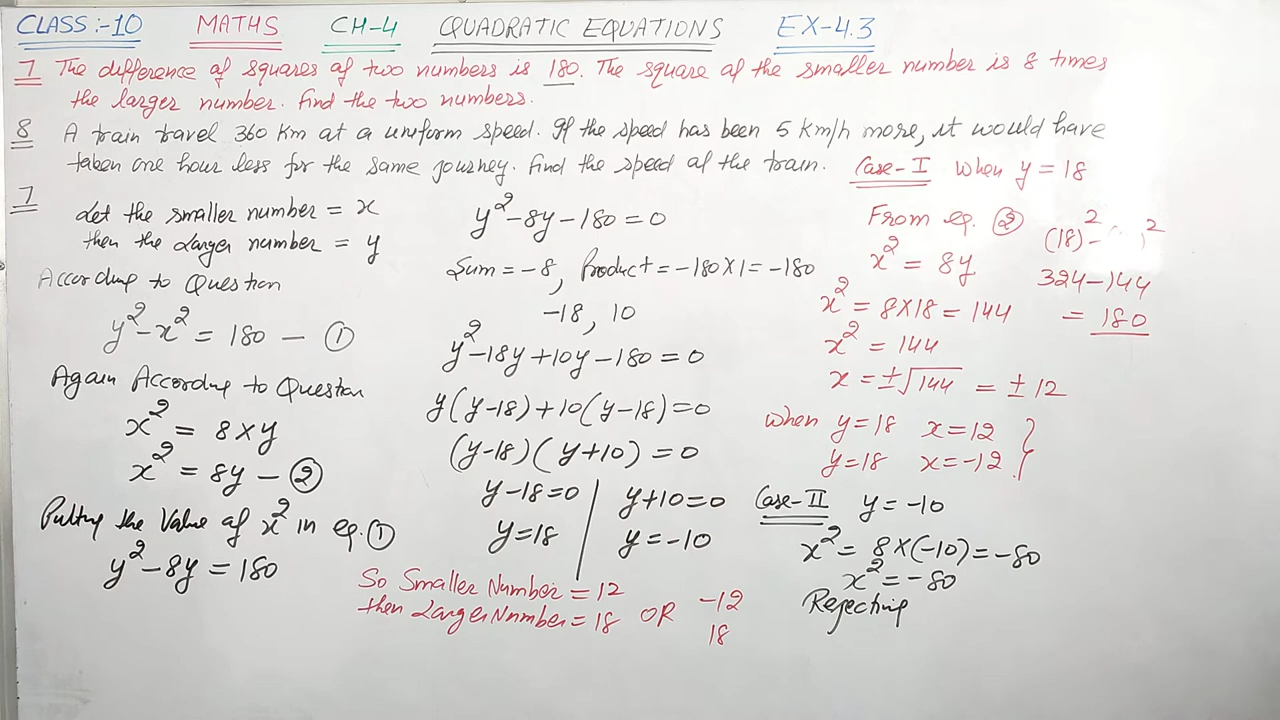 CLASS:-10 MATHS CH-4 QUADRATIC EQUATIONS EX-4.3
7 The difference of squares of two numbers is 180. The square of the smaller number is 8 times
the larger number. Find the two numbers.
8 A train travel 360 Km at a uniform speed. If the speed has been 5 km/h more, it would have
taken one hour less for the same journey. Find the speed of the train.
7
Let the smaller number = x
then the Larger number = y
According to Question
y² - x² = 180 — ①
Again According to Question
x² = 8 × y
x² = 8y — ②
Putting the Value of x² in eq. ①
y² - 8y = 180
y² - 8y - 180 = 0
Sum = -8, Product = -180 × 1 = -180
-18, 10
y² - 18y + 10y - 180 = 0
y(y-18) + 10(y-18) = 0
(y-18)(y+10) = 0
y-18=0 | y+10=0
y=18 | y=-10
So Smaller Number = 12
then Larger Number = 18 OR -12
18
Case-I When y = 18
From eq. ②
x² = 8y
x² = 8×18 = 144
x² = 144
x = ±√144 = ±12
(18)² - ( )²
324-144
= 180
When y=18 x=12 }
y=18 x=-12
Case-II y = -10
x² = 8×(-10) = -80
x² = -80
Rejecting